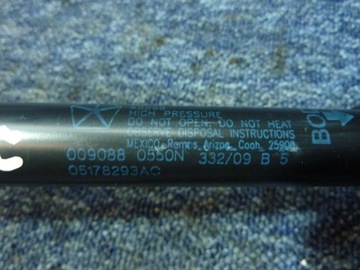 HIGH PRESSURE
DO NOT OPEN, DO NOT HEAT
OBSERVE DISPOSAL INSTRUCTIONS
MEXICO, Ramos, Arizpe, Coah. 25900
009088 0550N 332/09 B 5
05178293AC
BO